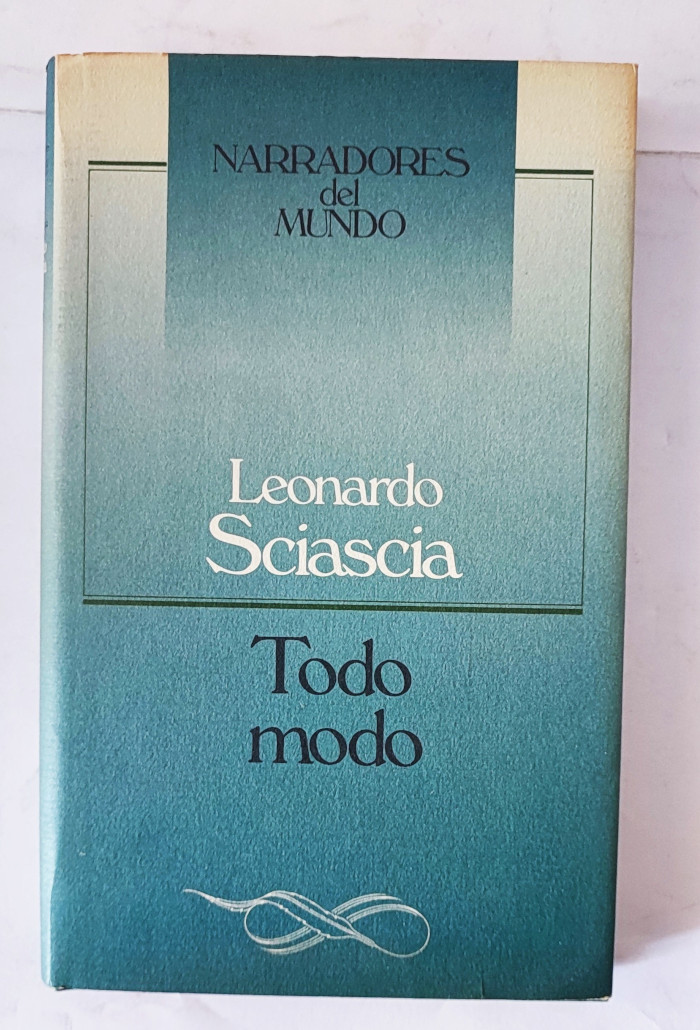 NARRADORES
del
MUNDO
Leonardo
Sciascia
Todo
modo